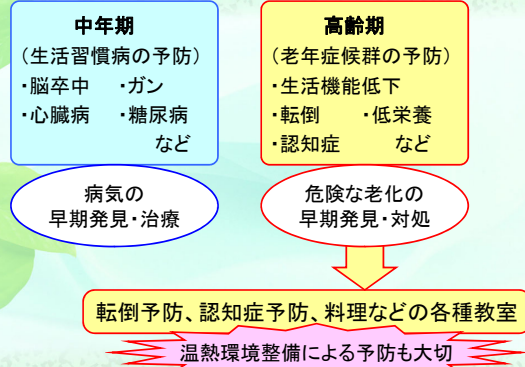 中年期
（生活習慣病の予防）
・脳卒中　・ガン
・心臓病　・糖尿病
など
病気の
早期発見・治療
高齢期
（老年症候群の予防）
・生活機能低下
・転倒　・低栄養
・認知症　など
危険な老化の
早期発見・対処
転倒予防、認知症予防、料理などの各種教室
温熱環境整備による予防も大切